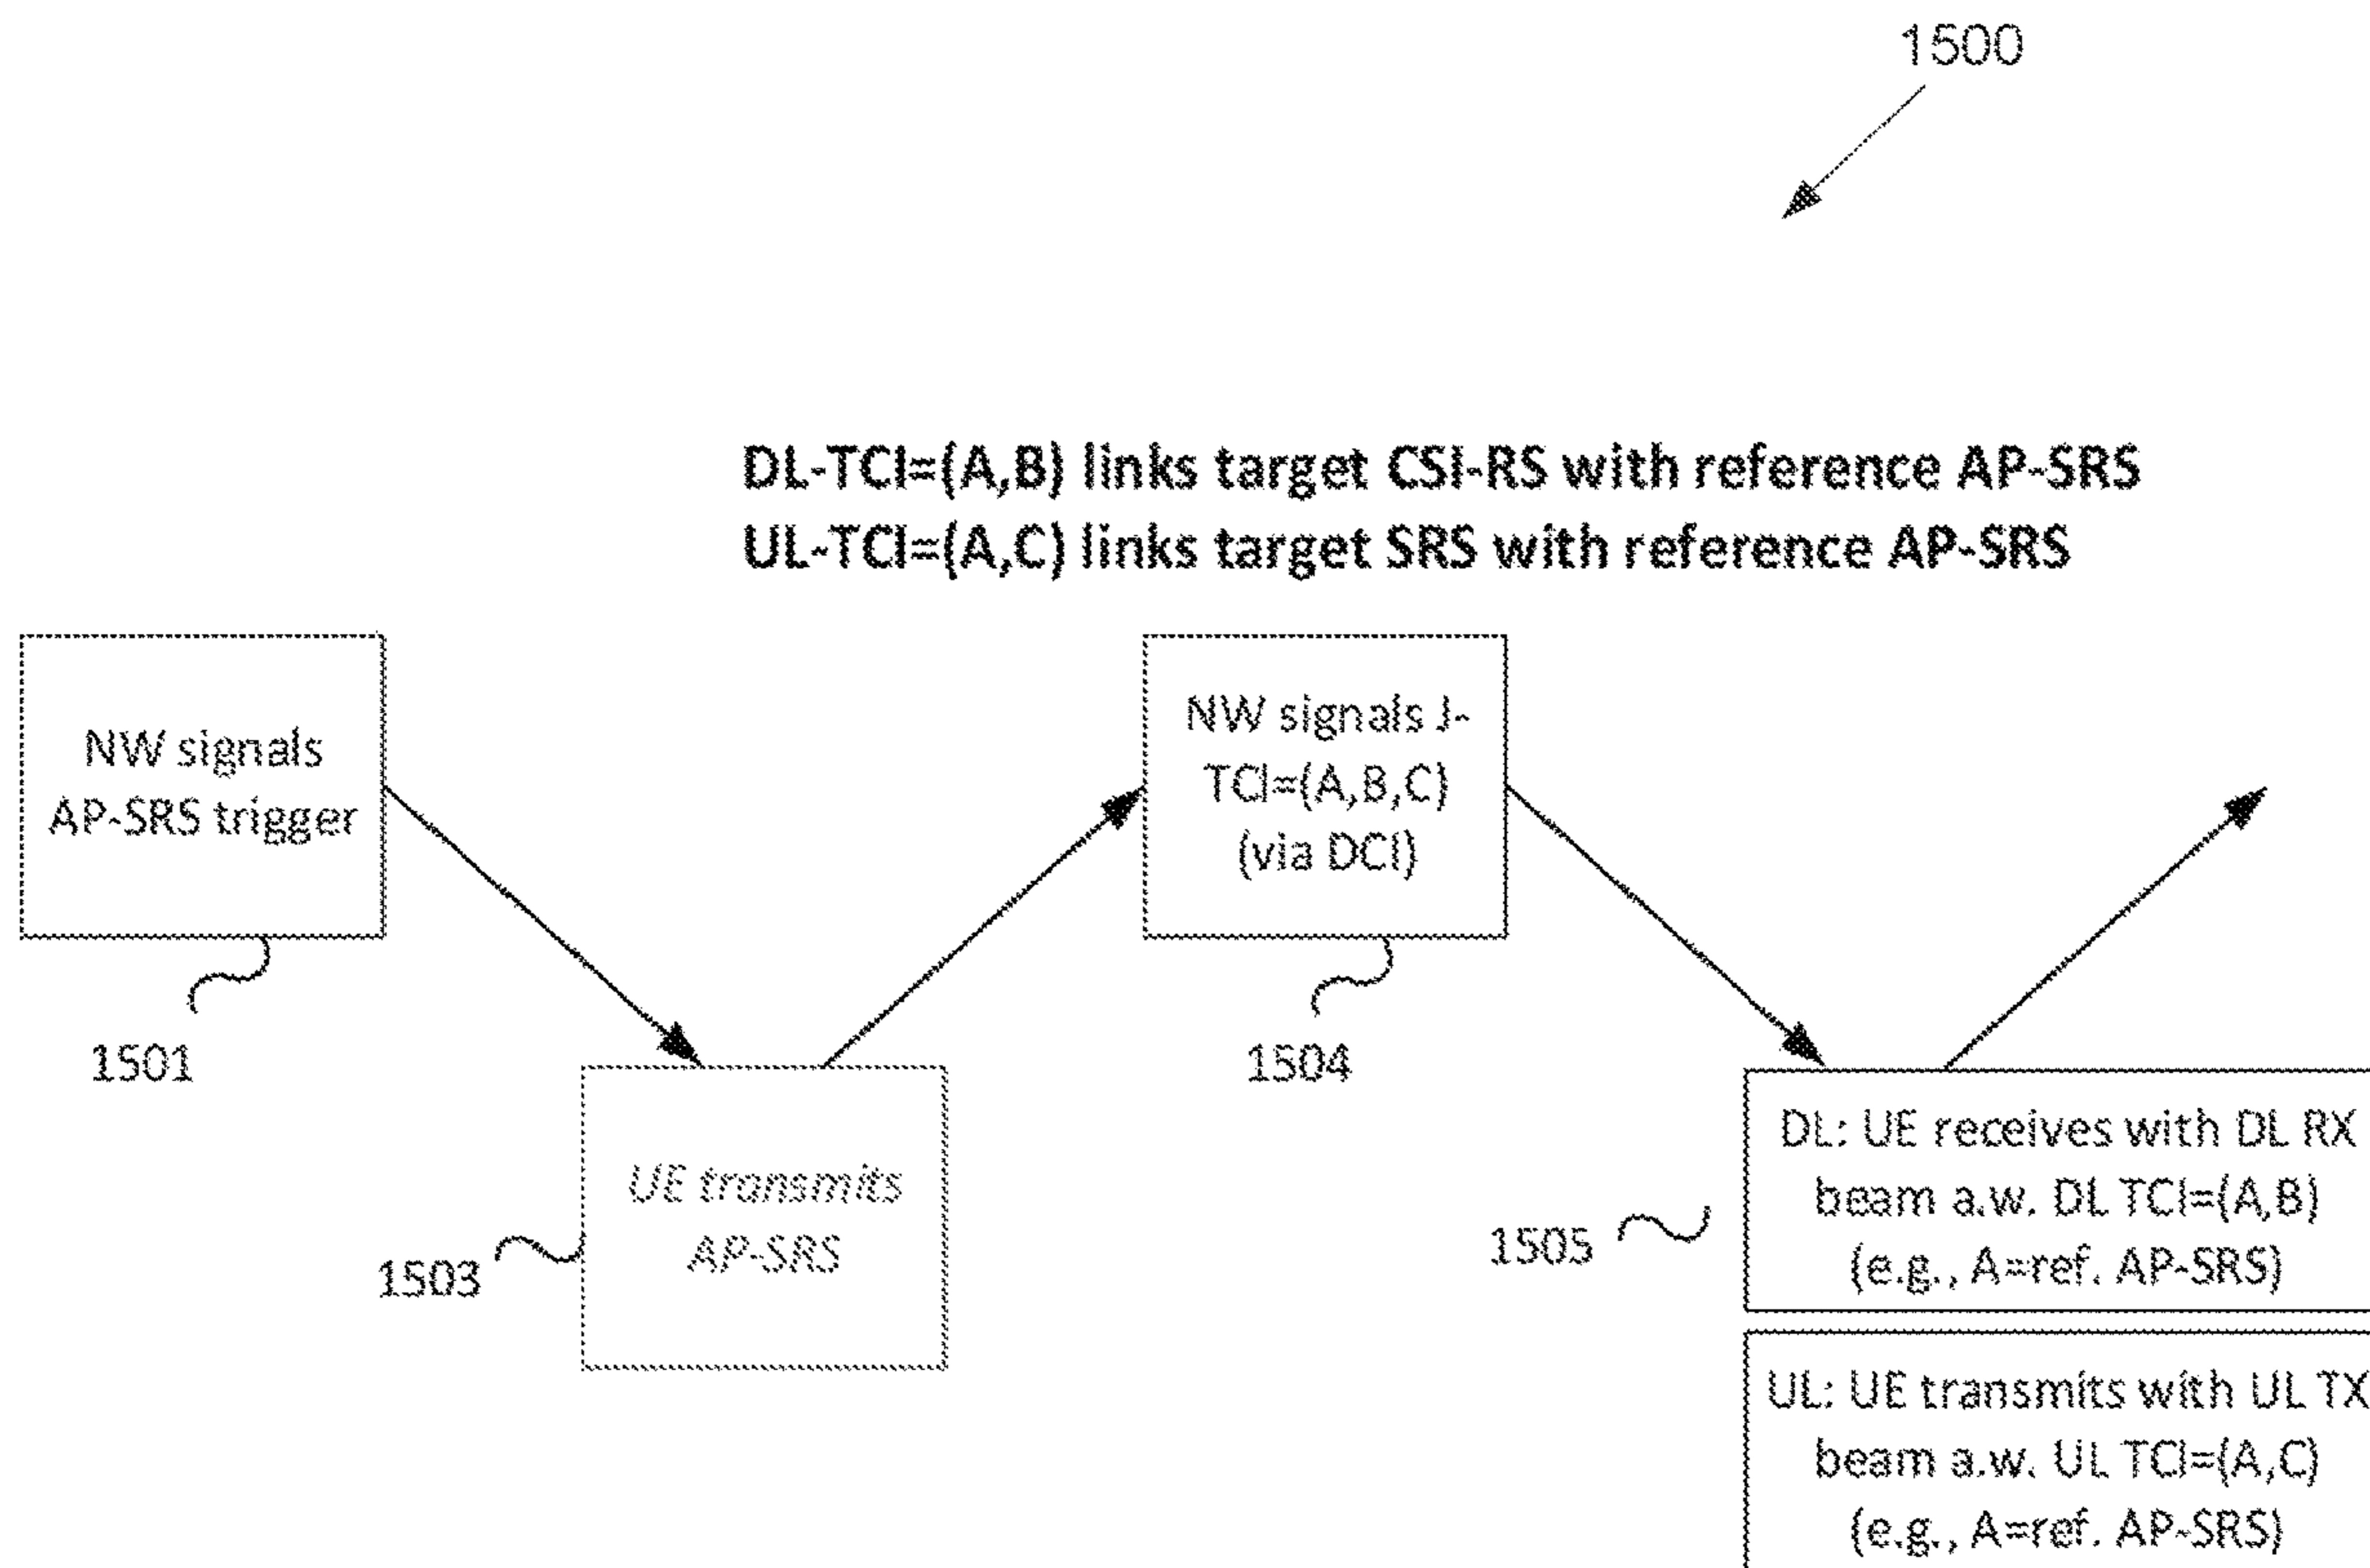 1500
DL-TCI=(A,B) links target CSI-RS with reference AP-SRS
UL-TCI=(A,C) links target SRS with reference AP-SRS
NW signals
AP-SRS trigger
1501
UE transmits
AP-SRS
1503
NW signals J-
TCI=(A,B,C)
(via DCI)
1504
1505
DL: UE receives with DL RX
beam a.w. DL TCI=(A,B)
(e.g., A=ref. AP-SRS)
UL: UE transmits with UL TX
beam a.w. UL TCI=(A,C)
(e.g., A=ref. AP-SRS)